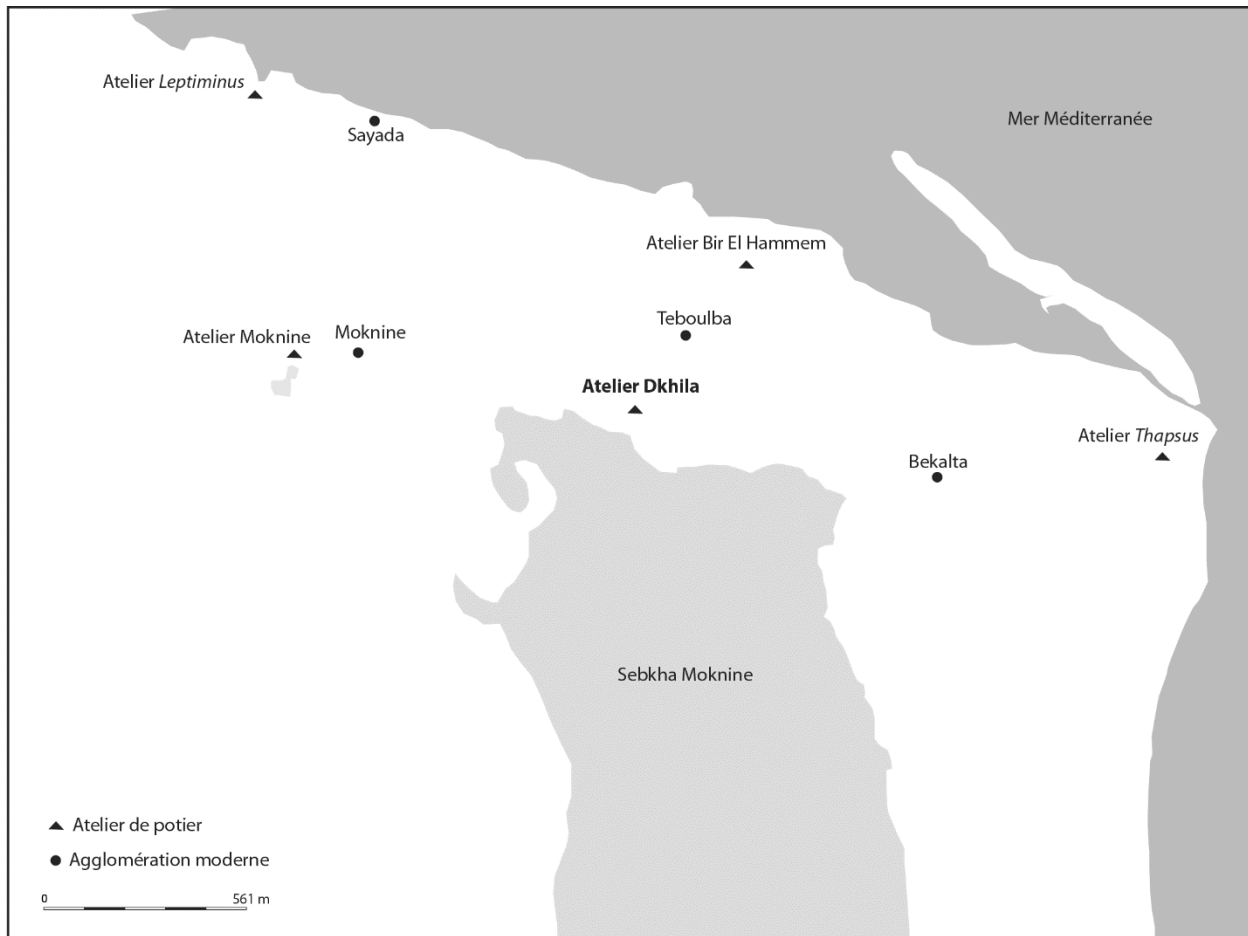 Atelier Leptiminus
Mer Méditerranée
Sayada
Atelier Bir El Hammem
Teboulba
Atelier Moknine
Moknine
Atelier Dkhila
Atelier Thapsus
Bekalta
Sebkha Moknine
Atelier de potier
Agglomération moderne
0
561 m